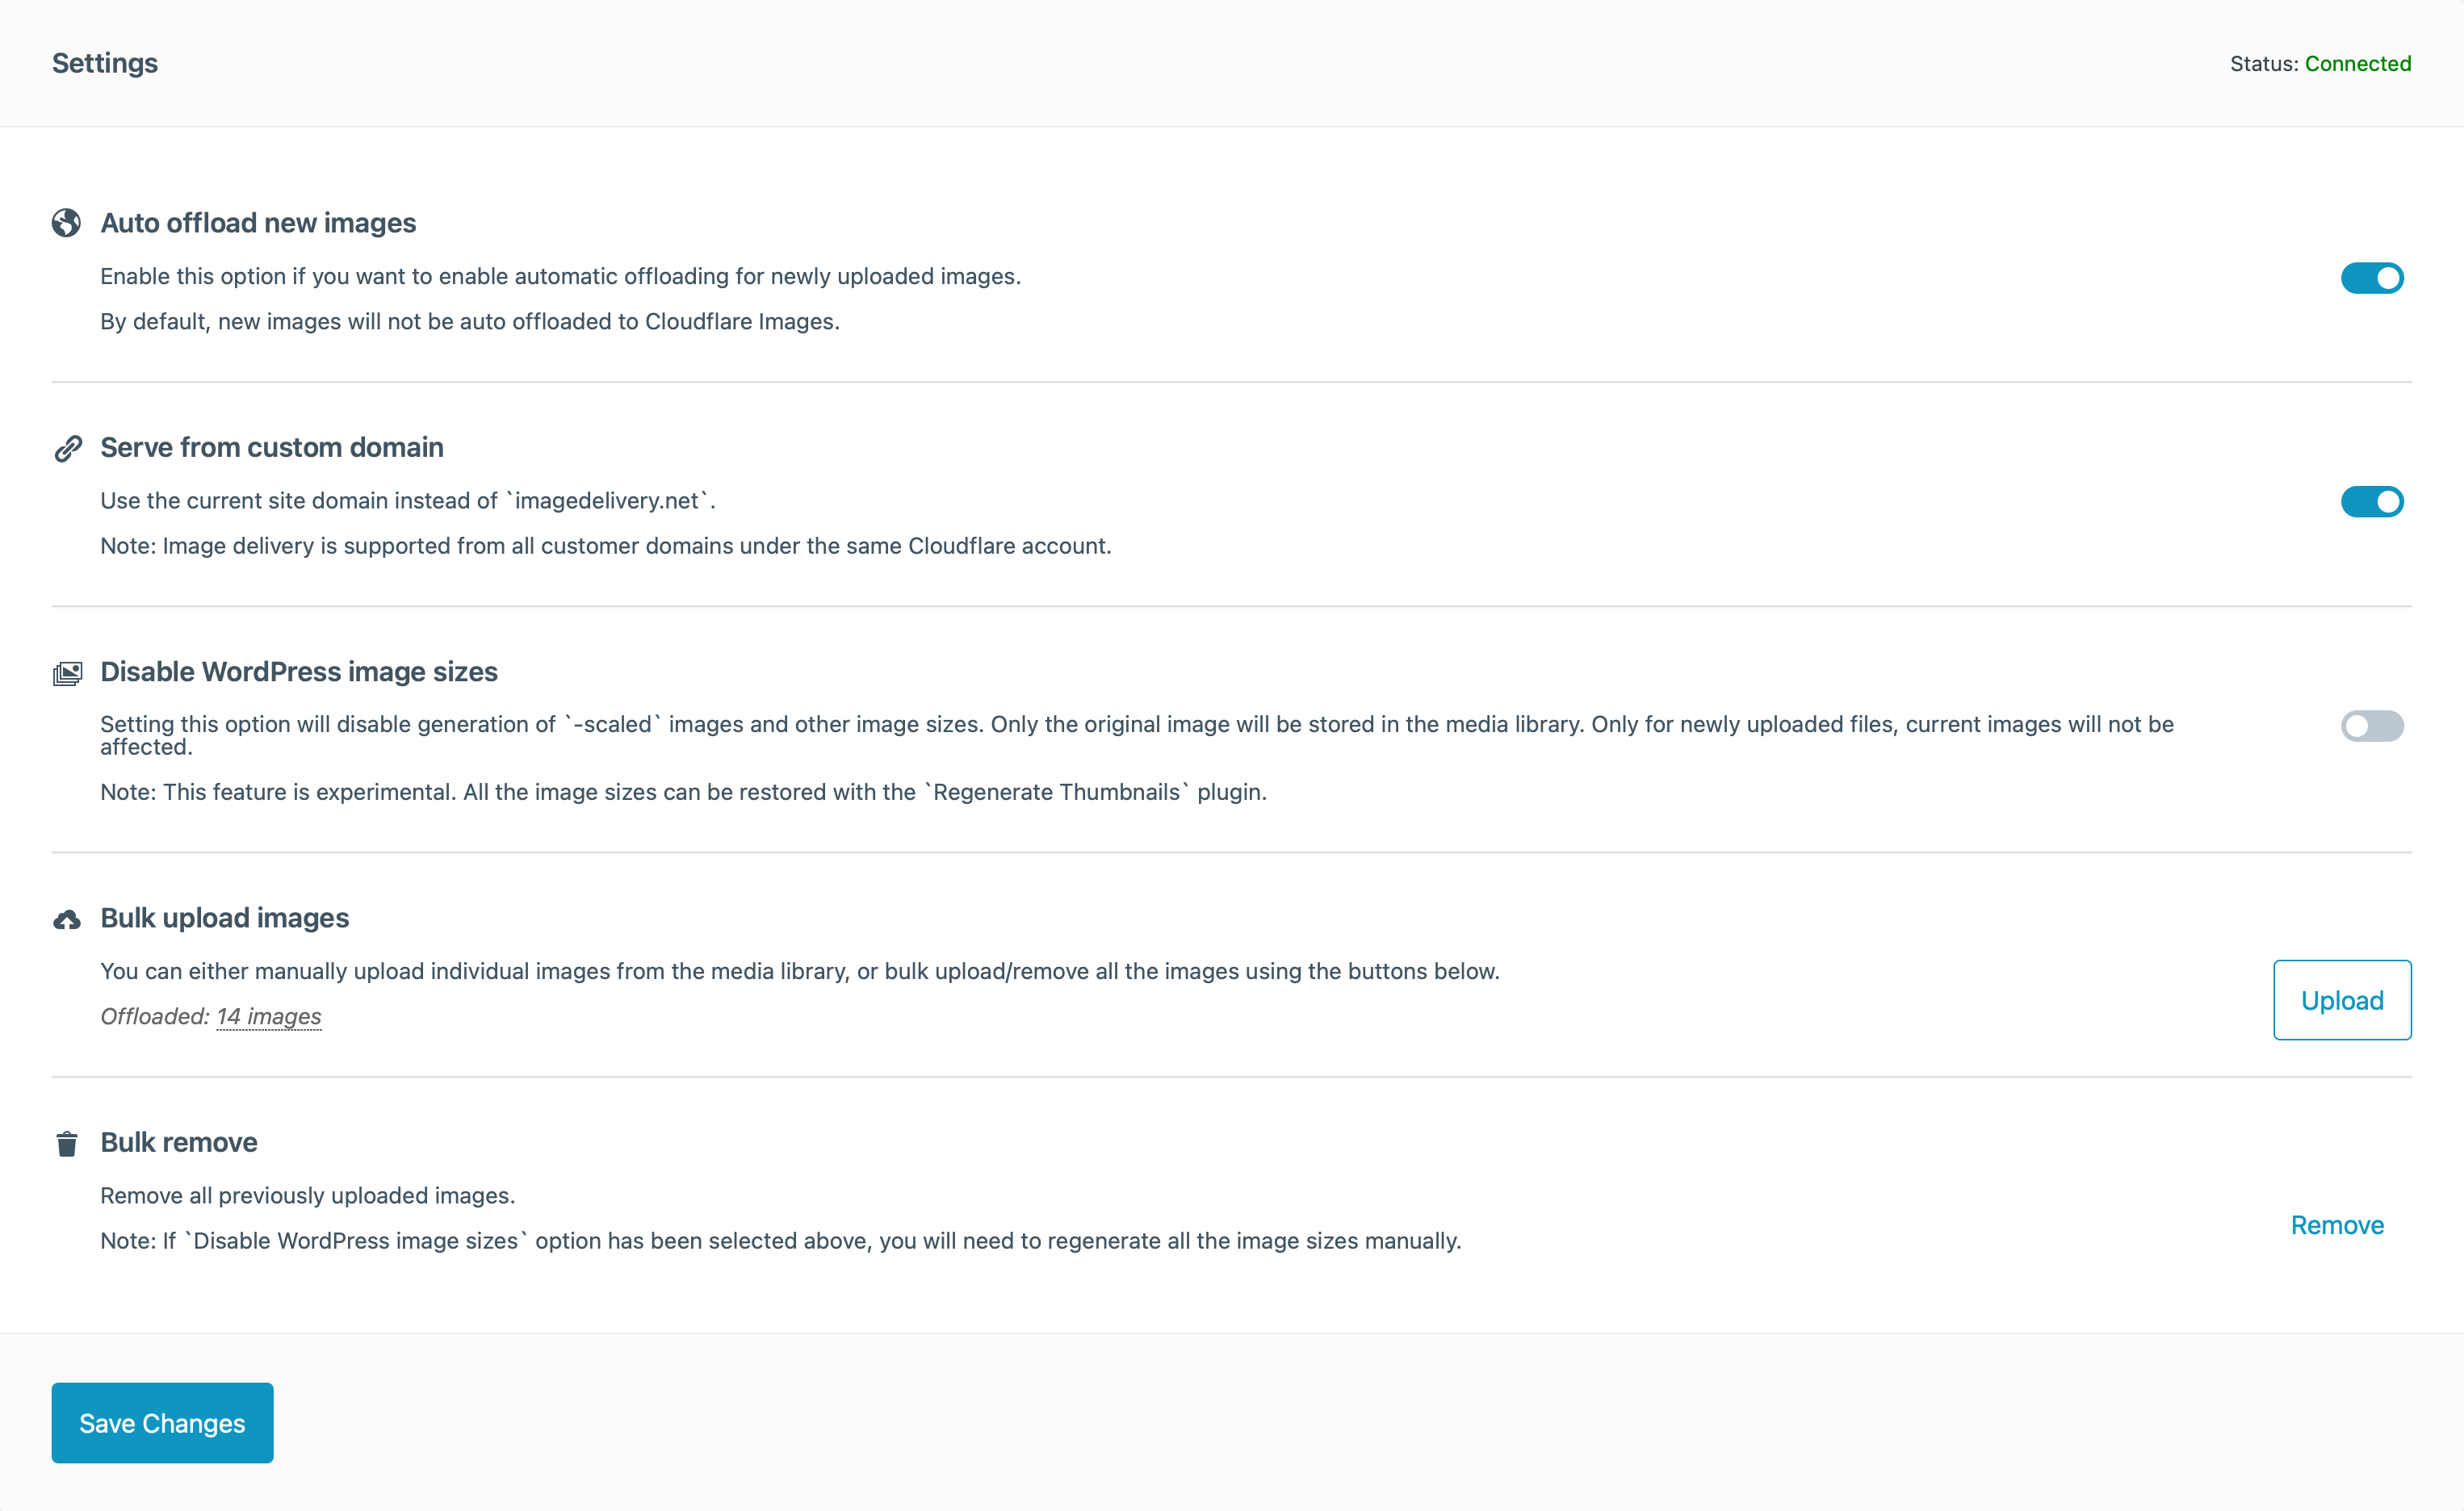 Settings
Status: Connected
Auto offload new images
Enable this option if you want to enable automatic offloading for newly uploaded images.
By default, new images will not be auto offloaded to Cloudflare Images.
Serve from custom domain
Use the current site domain instead of `imagedelivery.net`.
Note: Image delivery is supported from all customer domains under the same Cloudflare account.
Disable WordPress image sizes
Setting this option will disable generation of `-scaled` images and other image sizes. Only the original image will be stored in the media library. Only for newly uploaded files, current images will not be
affected.
Note: This feature is experimental. All the image sizes can be restored with the `Regenerate Thumbnails` plugin.
Bulk upload images
You can either manually upload individual images from the media library, or bulk upload/remove all the images using the buttons below.
Offloaded: 14 images
Upload
Bulk remove
Remove all previously uploaded images.
Note: If `Disable WordPress image sizes` option has been selected above, you will need to regenerate all the image sizes manually.
Remove
Save Changes